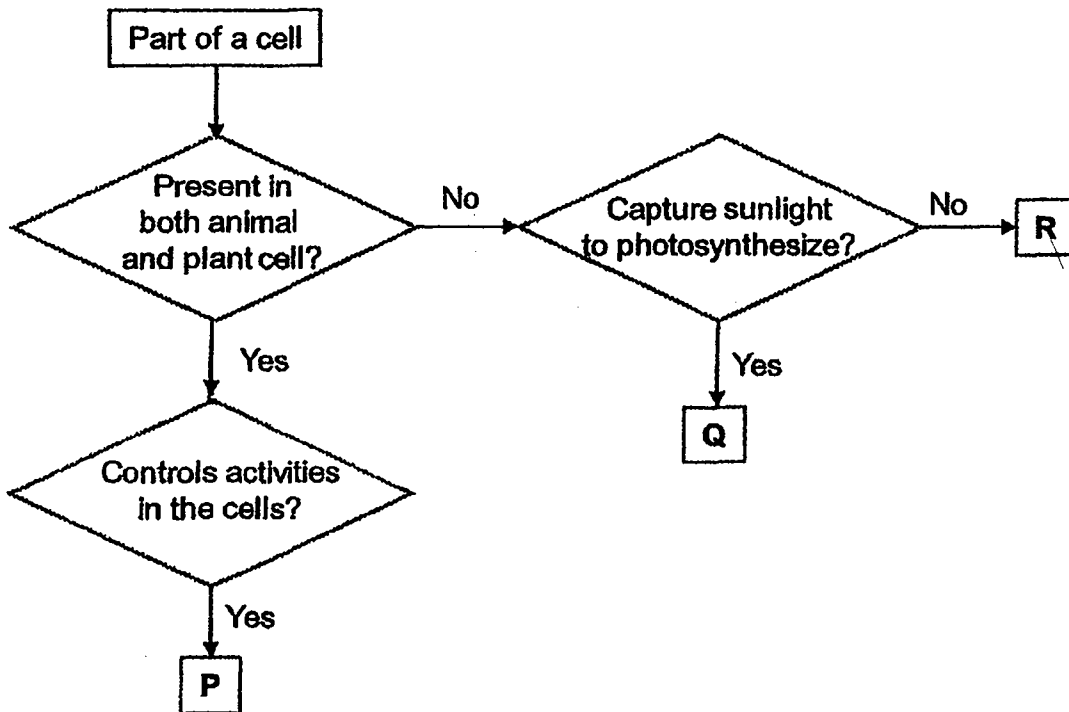 Part of a cell
Present in
both animal
and plant cell?
No
Capture sunlight
to photosynthesize?
No
R
Yes
Yes
Q
Controls activities
in the cells?
Yes
P